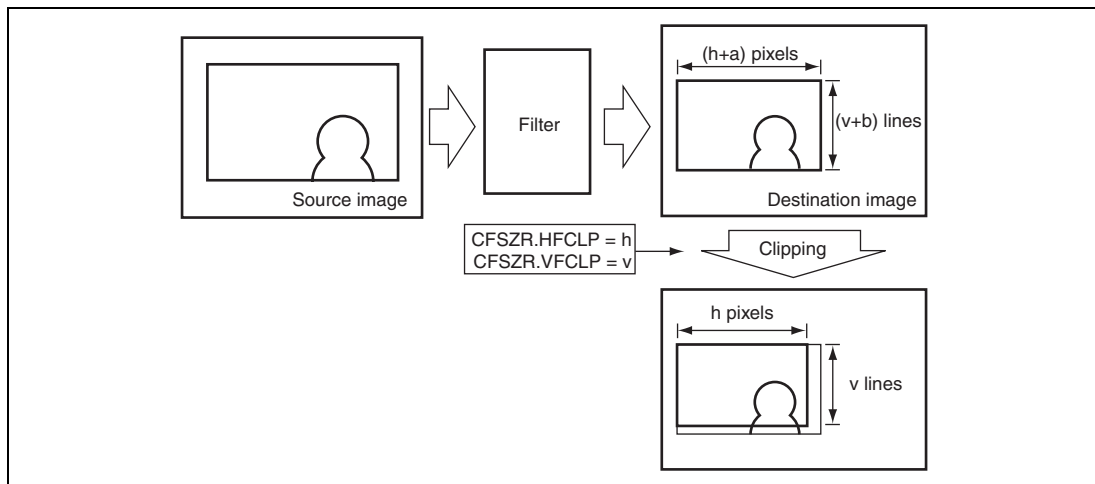 Source image
Filter
(h+a) pixels
(v+b) lines
Destination image
CFSZR.HFCLP = h
CFSZR.VFCLP = v
Clipping
h pixels
v lines